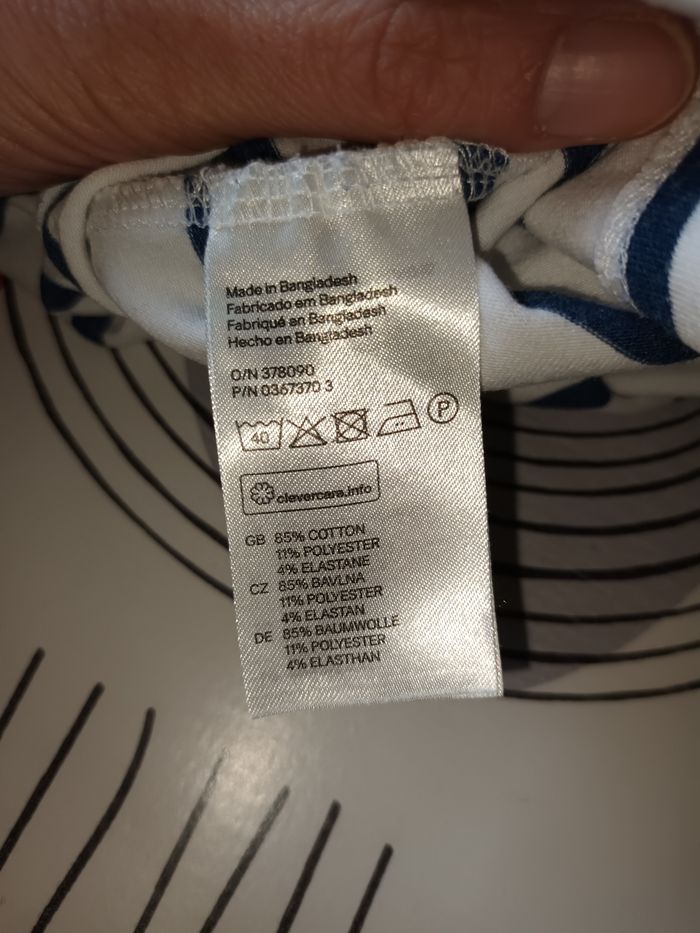 Made in Bangladesh
Fabricado em Bangladesh
Fabriqué en Bangladesh
Hecho en Bangladesh
O/N 378090
P/N 0367370 3
40
P
clevercare.info
GB 85% COTTON
11% POLYESTER
4% ELASTANE
CZ 85% BAVLNA
11% POLYESTER
4% ELASTAN
DE 85% BAUMWOLLE
11% POLYESTER
4% ELASTHAN